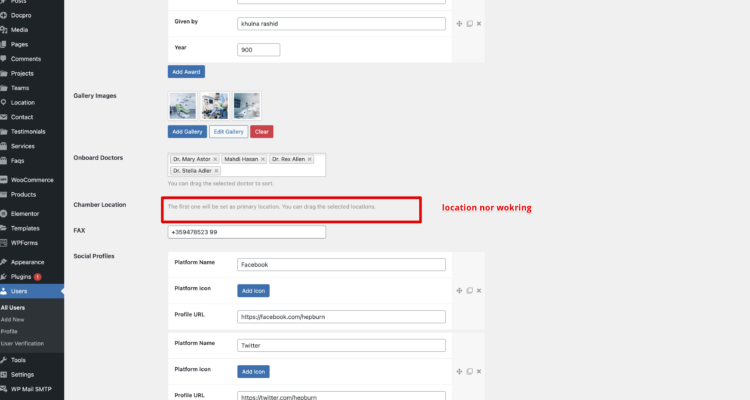 Posts
Docpro
Media
Pages
Comments
Projects
Teams
Location
Contact
Testimonials
Services
Faqs
WooCommerce
Products
Elementor
Templates
WPForms
Appearance
Plugins 1
Users
All Users
Add New
Profile
User Verification
Tools
Settings
WP Mail SMTP
Given by
khulna rashid
Year
900
Add Award
Gallery Images
Add Gallery Edit Gallery Clear
Onboard Doctors
Dr. Mary Astor × Mahdi Hasan × Dr. Rex Allen ×
Dr. Stella Adler ×
You can drag the selected doctor to sort.
Chamber Location
The first one will be set as primary location. You can drag the selected locations.
location nor wokring
FAX
+359478523 99
Social Profiles
Platform Name
Facebook
Platform Icon
Add Icon
Profile URL
https://facebook.com/hepburn
Platform Name
Twitter
Platform Icon
Add Icon
Profile URL
https://twitter.com/hepburn